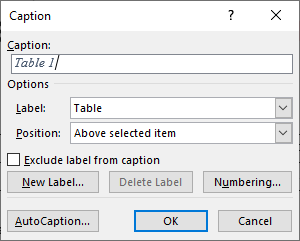 Caption
?
Caption:
Table 1
Options
Label: Table
Position: Above selected item
Exclude label from caption
New Label... Delete Label Numbering...
AutoCaption... OK Cancel